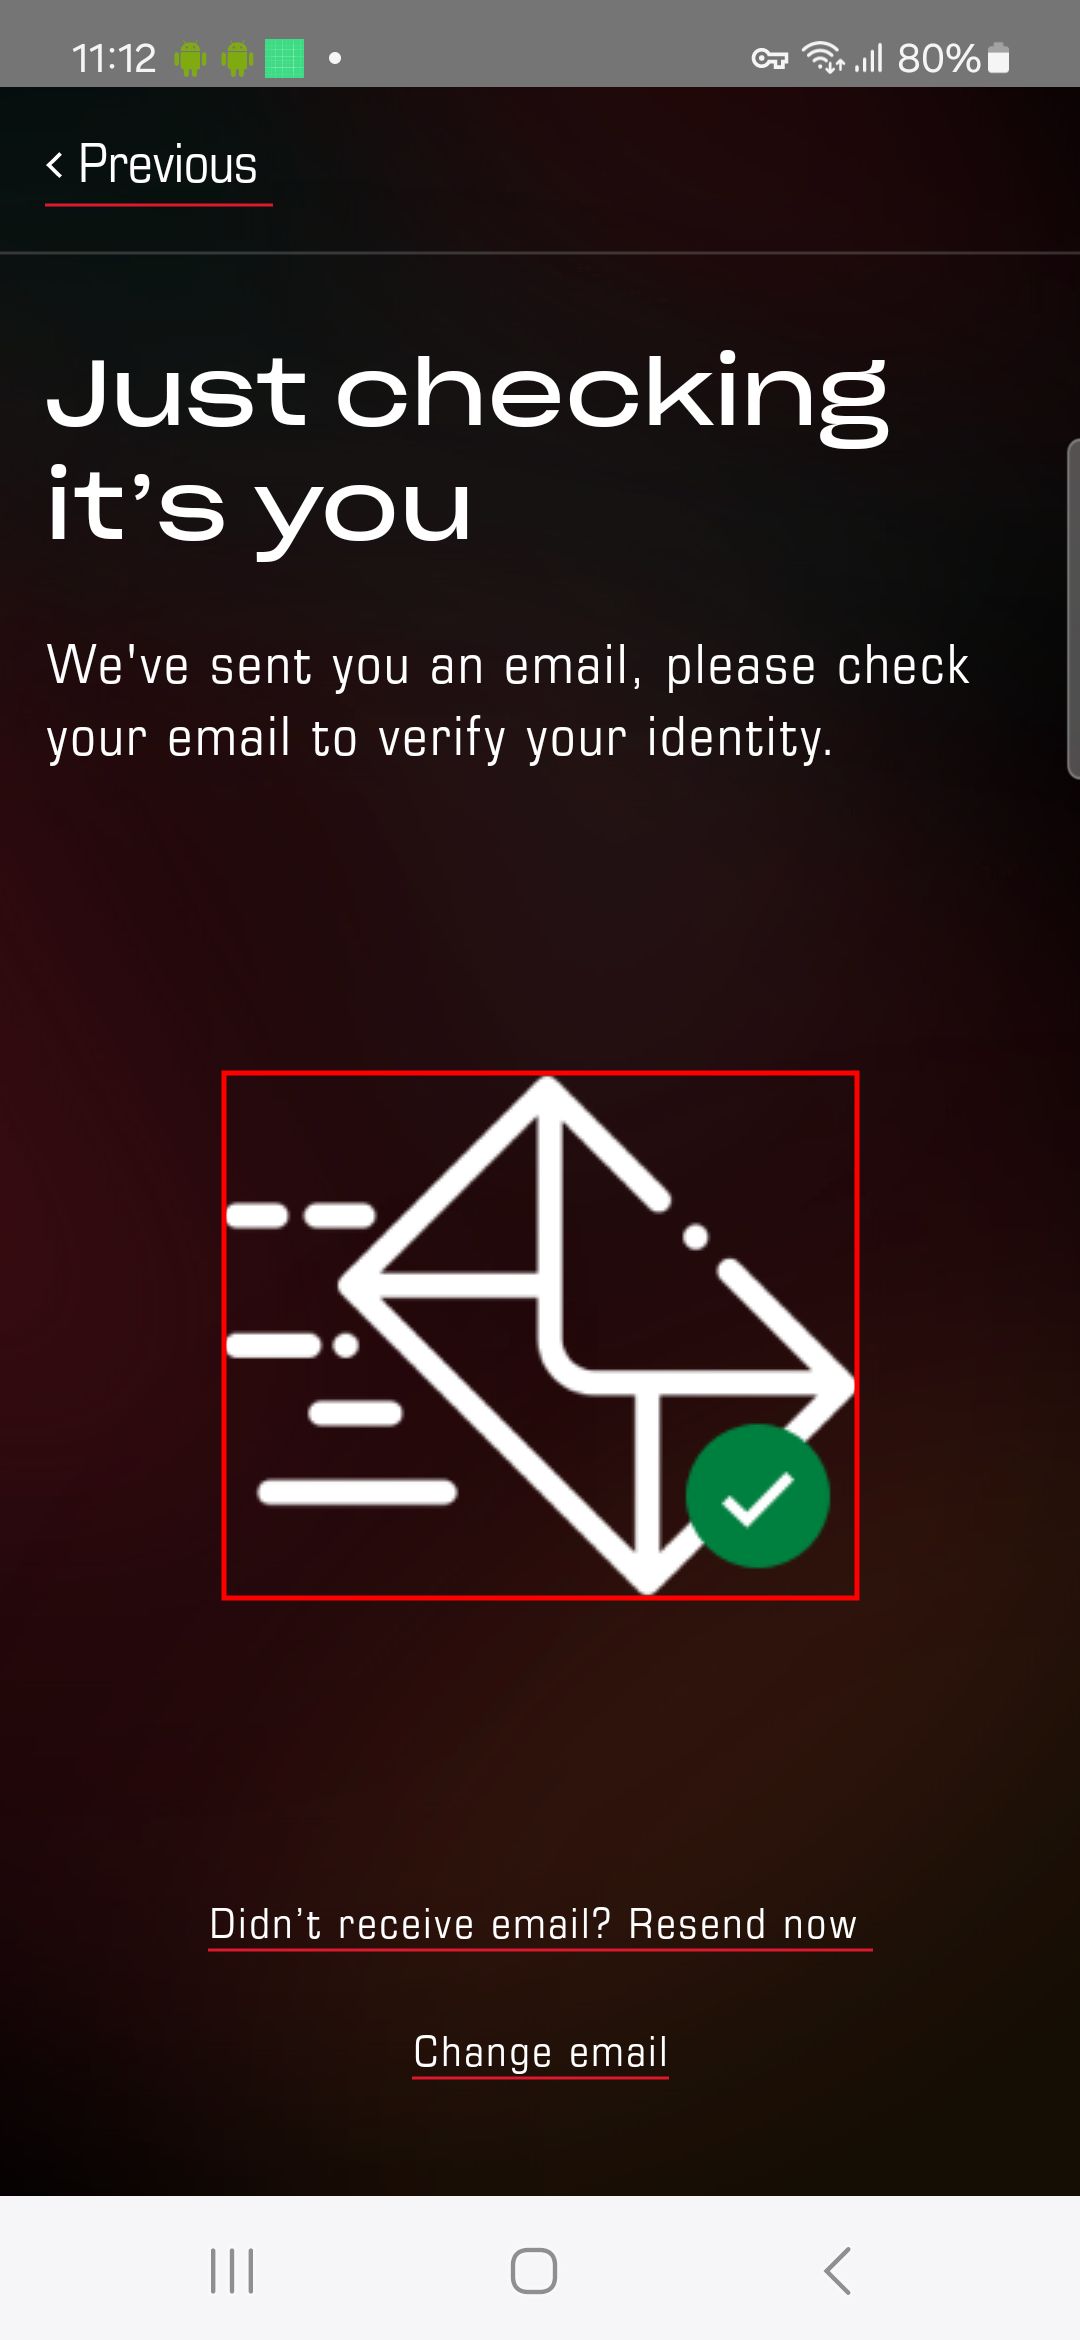 11:12
80%
Previous
Just checking
it’s you
We've sent you an email, please check
your email to verify your identity.
Didn’t receive email? Resend now
Change email